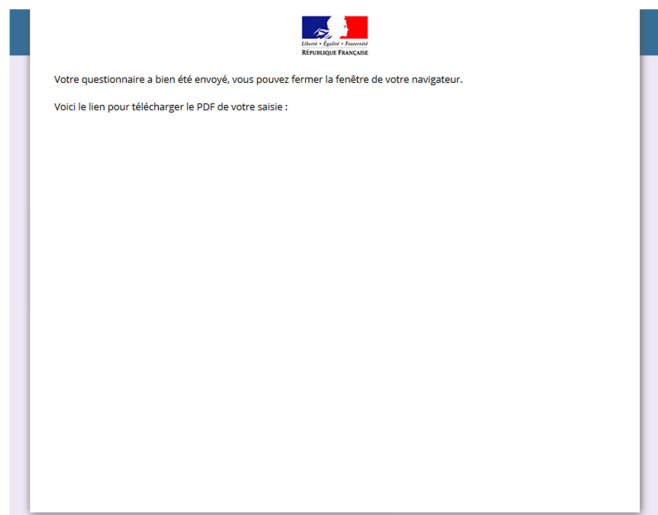 Liberté • Égalité • Fraternité
RÉPUBLIQUE FRANÇAISE
Votre questionnaire a bien été envoyé, vous pouvez fermer la fenêtre de votre navigateur.
Voici le lien pour télécharger le PDF de votre saisie :